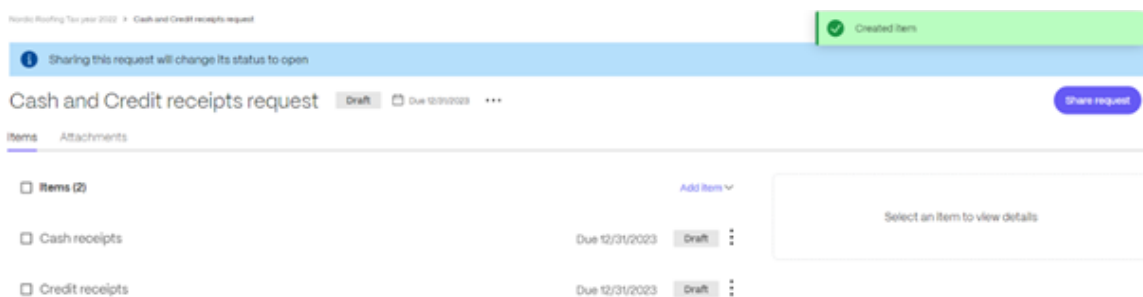 Nordic Roofing Tax year 2022 > Cash and Credit receipts request
Created item
Sharing this request will change its status to open
Cash and Credit receipts request Draft Due 12/31/2023 •••
Share request
Items Attachments
Items (2) Add item
Select an item to view details
Cash receipts Due 12/31/2023 Draft
Credit receipts Due 12/31/2023 Draft